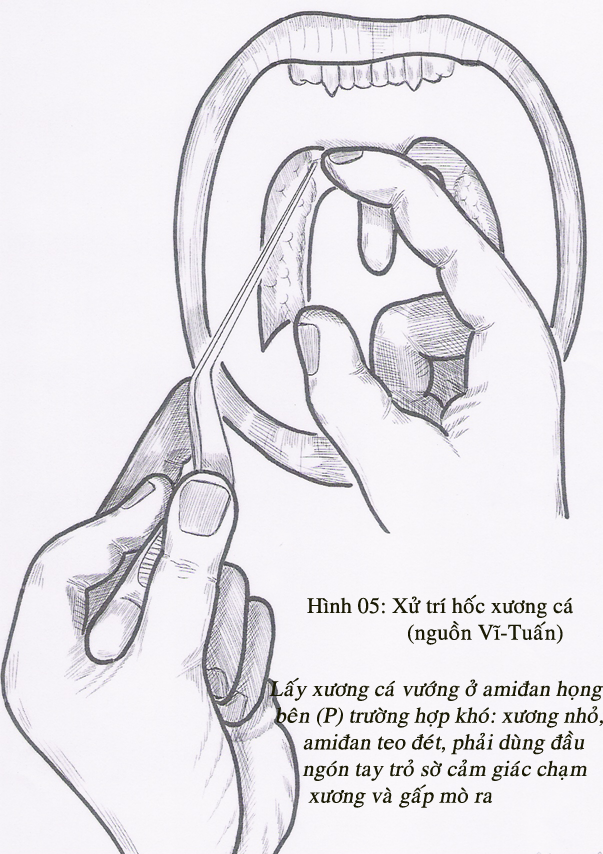 Hình 05: Xử trí hốc xương cá
(nguồn Vĩ-Tuấn)
Lấy xương cá vướng ở amiđan họng
bên (P) trường hợp khó: xương nhỏ,
amiđan teo đét, phải dùng đầu
ngón tay trỏ sờ cảm giác chạm
xương và gấp mò ra